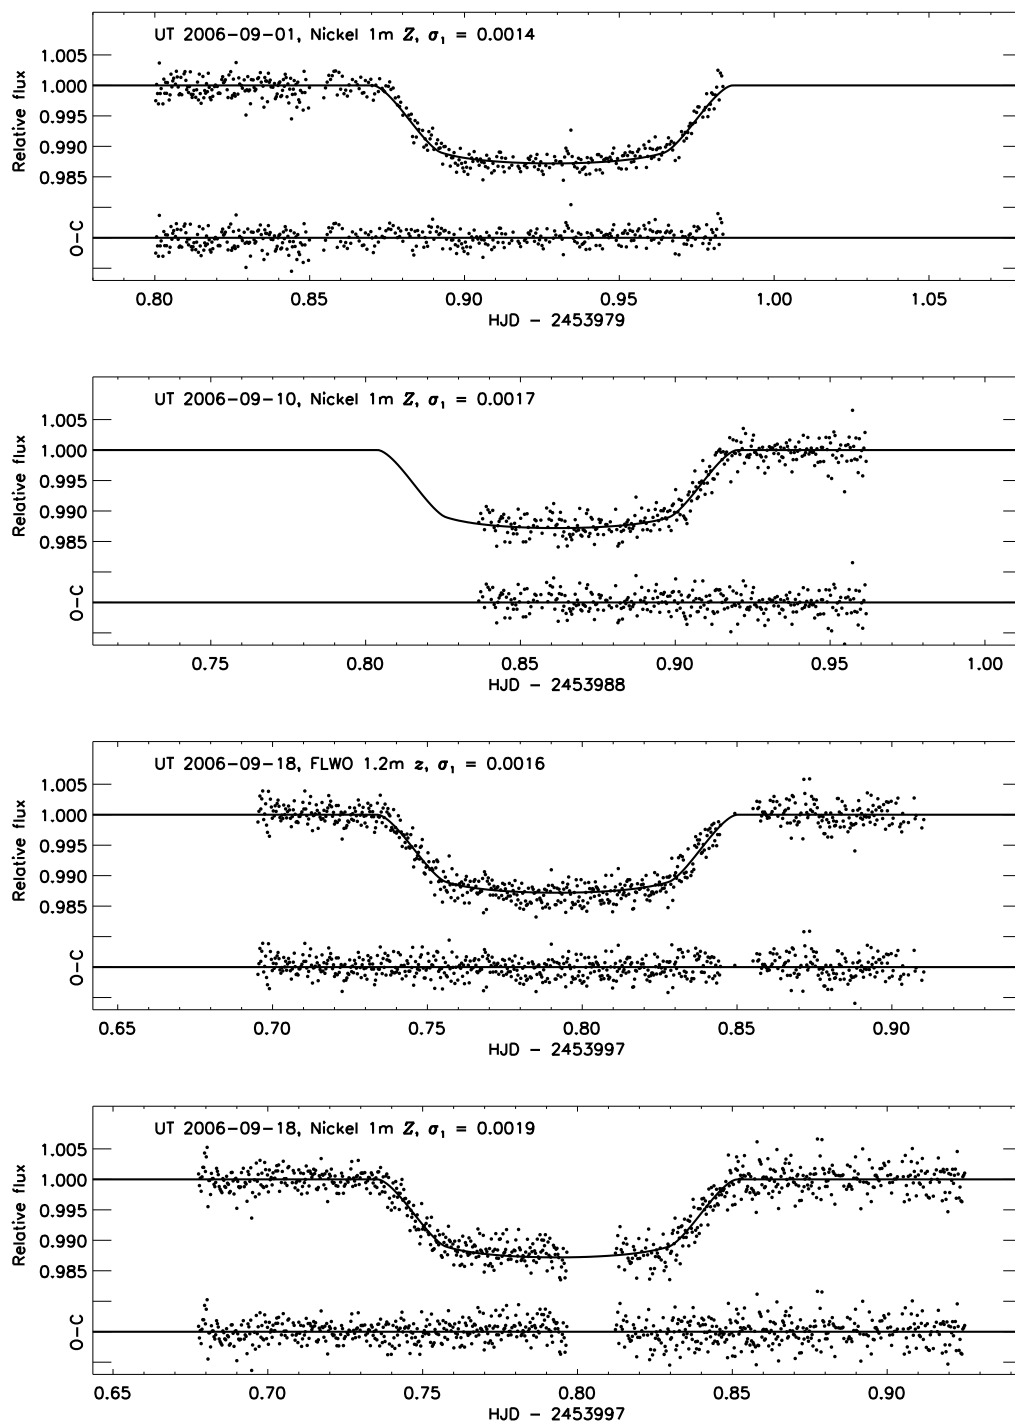 UT 2006-09-01, Nickel 1m Z, σ₁ = 0.0014
1.005
1.000
0.995
0.990
0.985
Relative flux
O-C
0.80 0.85 0.90 0.95 1.00 1.05
HJD - 2453979
UT 2006-09-10, Nickel 1m Z, σ₁ = 0.0017
1.005
1.000
0.995
0.990
0.985
Relative flux
O-C
0.75 0.80 0.85 0.90 0.95 1.00
HJD - 2453988
UT 2006-09-18, FLWO 1.2m z, σ₁ = 0.0016
1.005
1.000
0.995
0.990
0.985
Relative flux
O-C
0.65 0.70 0.75 0.80 0.85 0.90
HJD - 2453997
UT 2006-09-18, Nickel 1m Z, σ₁ = 0.0019
1.005
1.000
0.995
0.990
0.985
Relative flux
O-C
0.65 0.70 0.75 0.80 0.85 0.90
HJD - 2453997